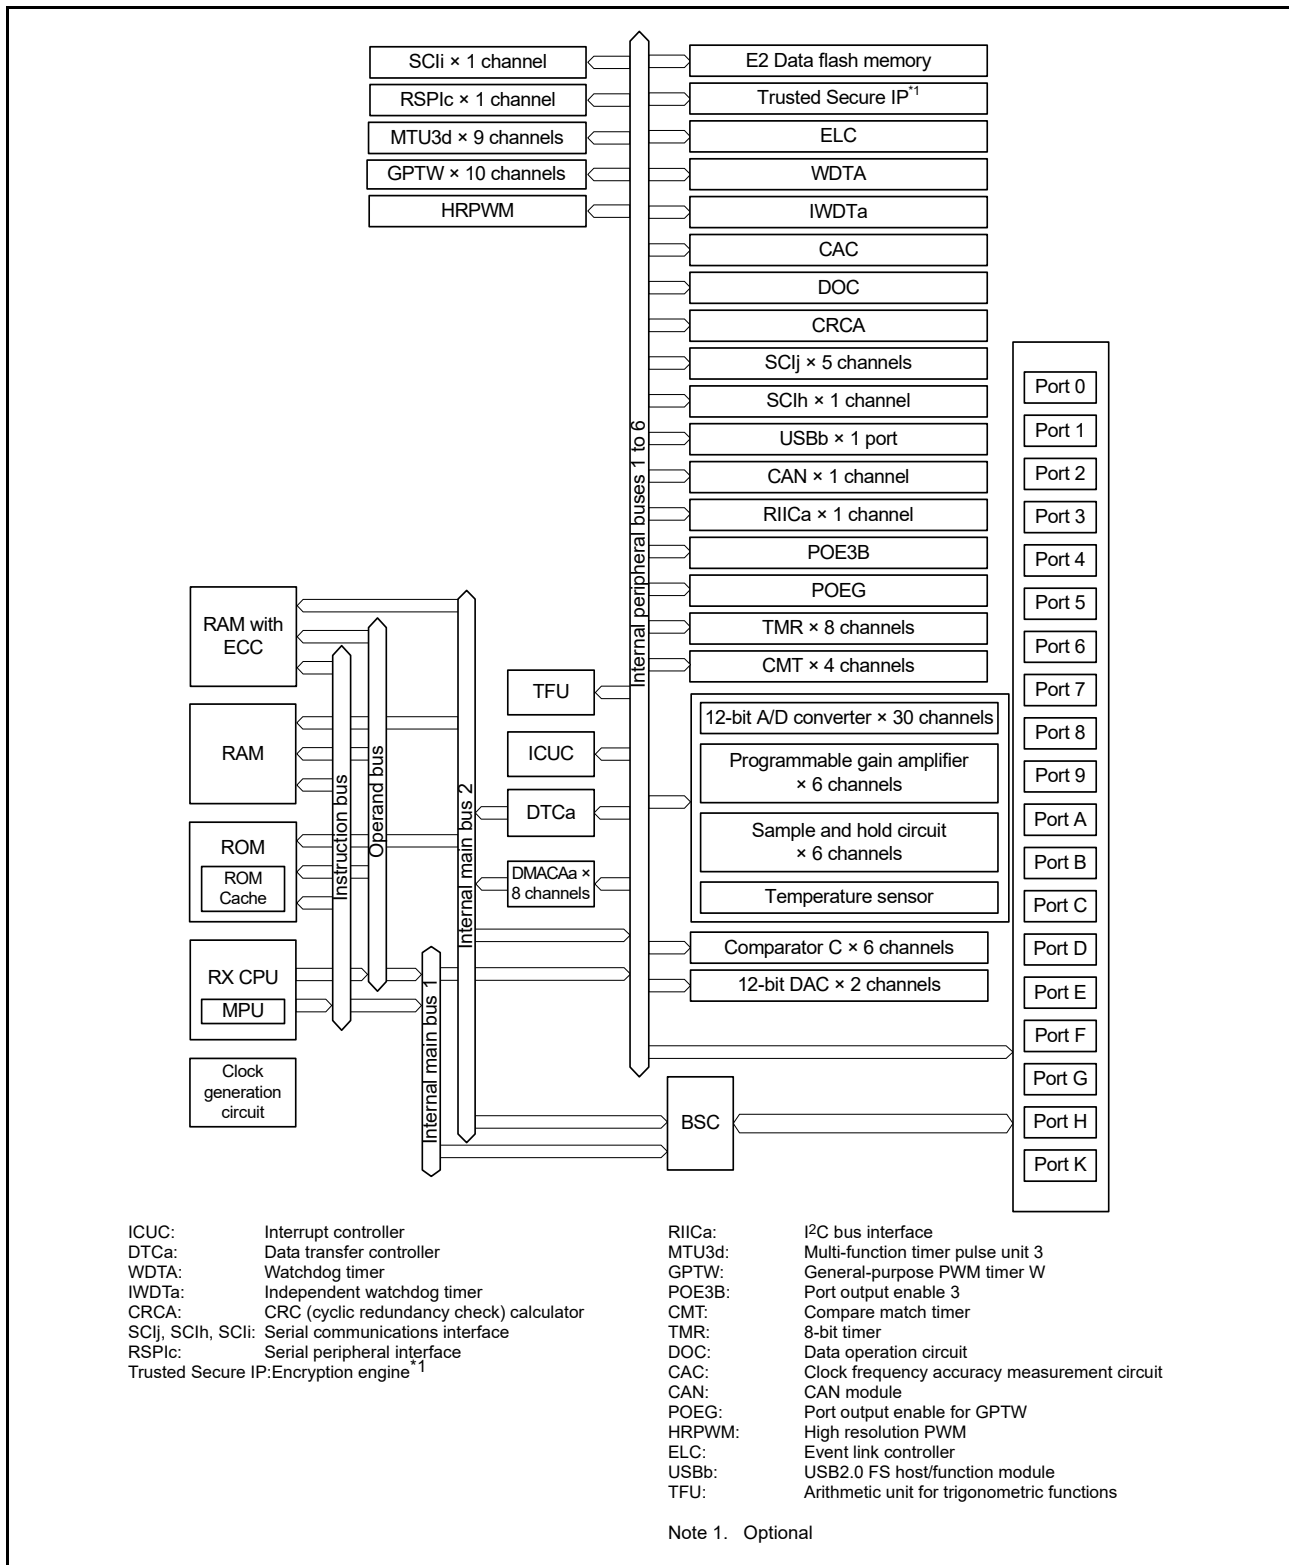 SCIi × 1 channel
RSPIc × 1 channel
MTU3d × 9 channels
GPTW × 10 channels
HRPWM
E2 Data flash memory
Trusted Secure IP*1
ELC
WDTA
IWDTa
CAC
DOC
CRCA
SCIj × 5 channels
SCIh × 1 channel
USBb × 1 port
CAN × 1 channel
RIICa × 1 channel
POE3B
POEG
TMR × 8 channels
CMT × 4 channels
12-bit A/D converter × 30 channels
Programmable gain amplifier
× 6 channels
Sample and hold circuit
× 6 channels
Temperature sensor
Comparator C × 6 channels
12-bit DAC × 2 channels
Internal peripheral buses 1 to 6
Port 0
Port 1
Port 2
Port 3
Port 4
Port 5
Port 6
Port 7
Port 8
Port 9
Port A
Port B
Port C
Port D
Port E
Port F
Port G
Port H
Port K
RAM with
ECC
RAM
ROM
ROM
Cache
RX CPU
MPU
Clock
generation
circuit
Instruction bus
Operand bus
Internal main bus 1
Internal main bus 2
TFU
ICUC
DTCa
DMACAa ×
8 channels
BSC
ICUC: Interrupt controller
DTCa: Data transfer controller
WDTA: Watchdog timer
IWDTa: Independent watchdog timer
CRCA: CRC (cyclic redundancy check) calculator
SCIj, SCIh, SCIi: Serial communications interface
RSPIc: Serial peripheral interface
Trusted Secure IP:Encryption engine*1
RIICa: I2C bus interface
MTU3d: Multi-function timer pulse unit 3
GPTW: General-purpose PWM timer W
POE3B: Port output enable 3
CMT: Compare match timer
TMR: 8-bit timer
DOC: Data operation circuit
CAC: Clock frequency accuracy measurement circuit
CAN: CAN module
POEG: Port output enable for GPTW
HRPWM: High resolution PWM
ELC: Event link controller
USBb: USB2.0 FS host/function module
TFU: Arithmetic unit for trigonometric functions
Note 1. Optional